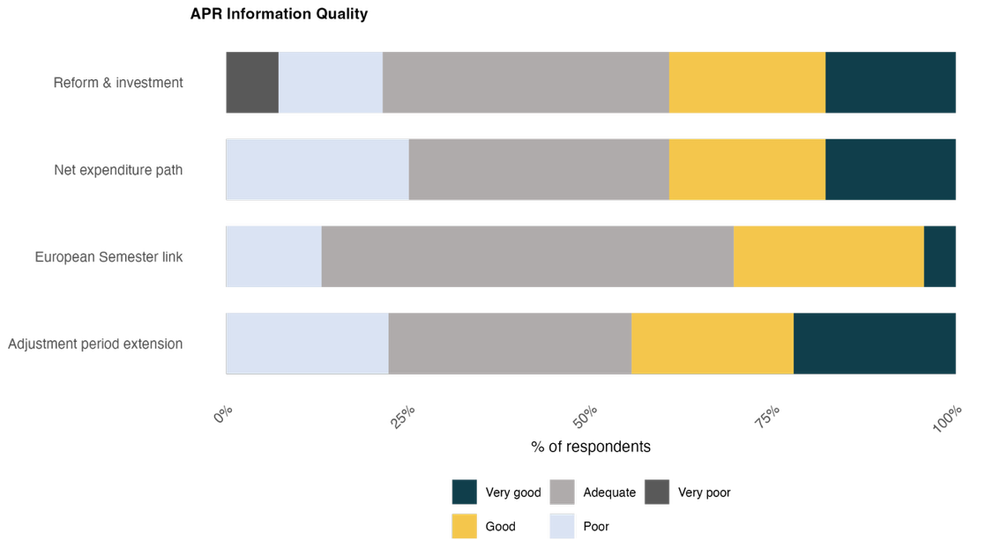 APR Information Quality
Reform & investment
Net expenditure path
European Semester link
Adjustment period extension
0% 25% 50% 75% 100%
% of respondents
Very good Adequate Very poor
Good Poor